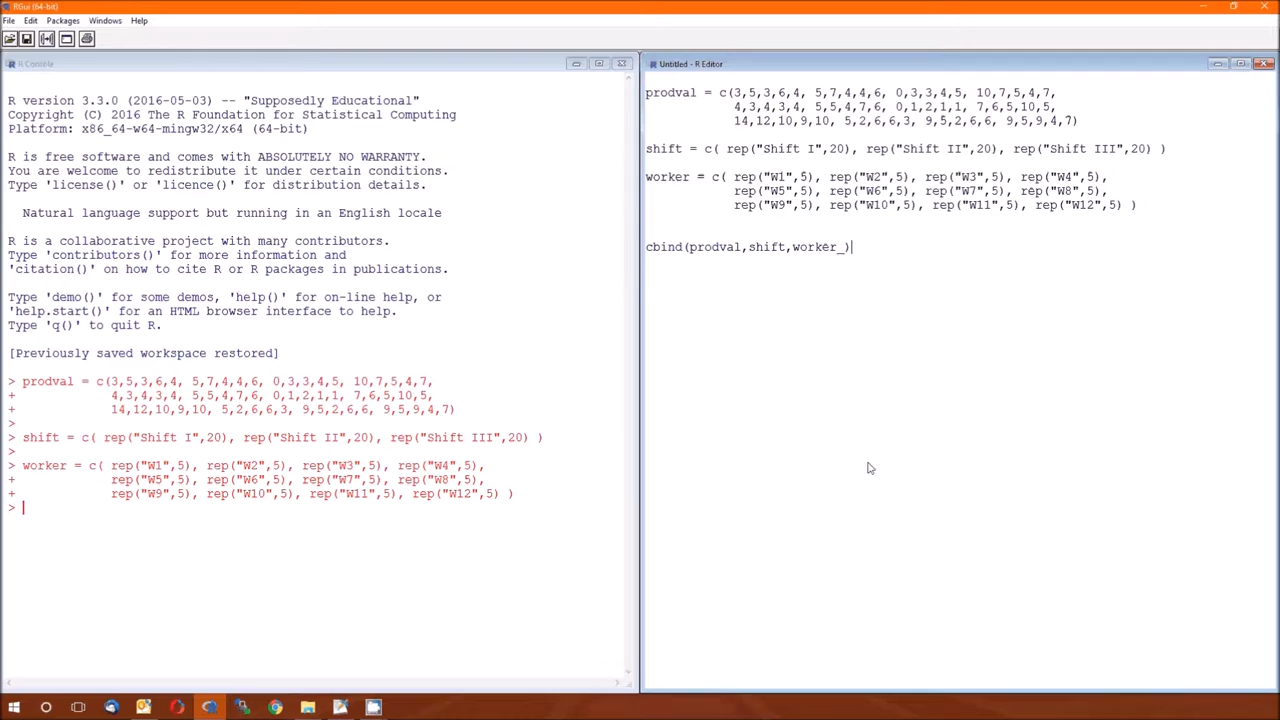 RGui (64-bit)
File Edit Packages Windows Help
R Console
R version 3.3.0 (2016-05-03) -- "Supposedly Educational"
Copyright (C) 2016 The R Foundation for Statistical Computing
Platform: x86_64-w64-mingw32/x64 (64-bit)
R is free software and comes with ABSOLUTELY NO WARRANTY.
You are welcome to redistribute it under certain conditions.
Type 'license()' or 'licence()' for distribution details.
Natural language support but running in an English locale
R is a collaborative project with many contributors.
Type 'contributors()' for more information and
'citation()' on how to cite R or R packages in publications.
Type 'demo()' for some demos, 'help()' for on-line help, or
'help.start()' for an HTML browser interface to help.
Type 'q()' to quit R.
[Previously saved workspace restored]
> prodval = c(3,5,3,6,4, 5,7,4,4,6, 0,3,3,4,5, 10,7,5,4,7,
+ 4,3,4,3,4, 5,5,4,7,6, 0,1,2,1,1, 7,6,5,10,5,
+ 14,12,10,9,10, 5,2,6,6,3, 9,5,2,6,6, 9,5,9,4,7)
>
> shift = c( rep("Shift I",20), rep("Shift II",20), rep("Shift III",20) )
>
> worker = c( rep("W1",5), rep("W2",5), rep("W3",5), rep("W4",5),
+ rep("W5",5), rep("W6",5), rep("W7",5), rep("W8",5),
+ rep("W9",5), rep("W10",5), rep("W11",5), rep("W12",5) )
>
Untitled - R Editor
prodval = c(3,5,3,6,4, 5,7,4,4,6, 0,3,3,4,5, 10,7,5,4,7,
4,3,4,3,4, 5,5,4,7,6, 0,1,2,1,1, 7,6,5,10,5,
14,12,10,9,10, 5,2,6,6,3, 9,5,2,6,6, 9,5,9,4,7)
shift = c( rep("Shift I",20), rep("Shift II",20), rep("Shift III",20) )
worker = c( rep("W1",5), rep("W2",5), rep("W3",5), rep("W4",5),
rep("W5",5), rep("W6",5), rep("W7",5), rep("W8",5),
rep("W9",5), rep("W10",5), rep("W11",5), rep("W12",5) )
cbind(prodval,shift,worker_)